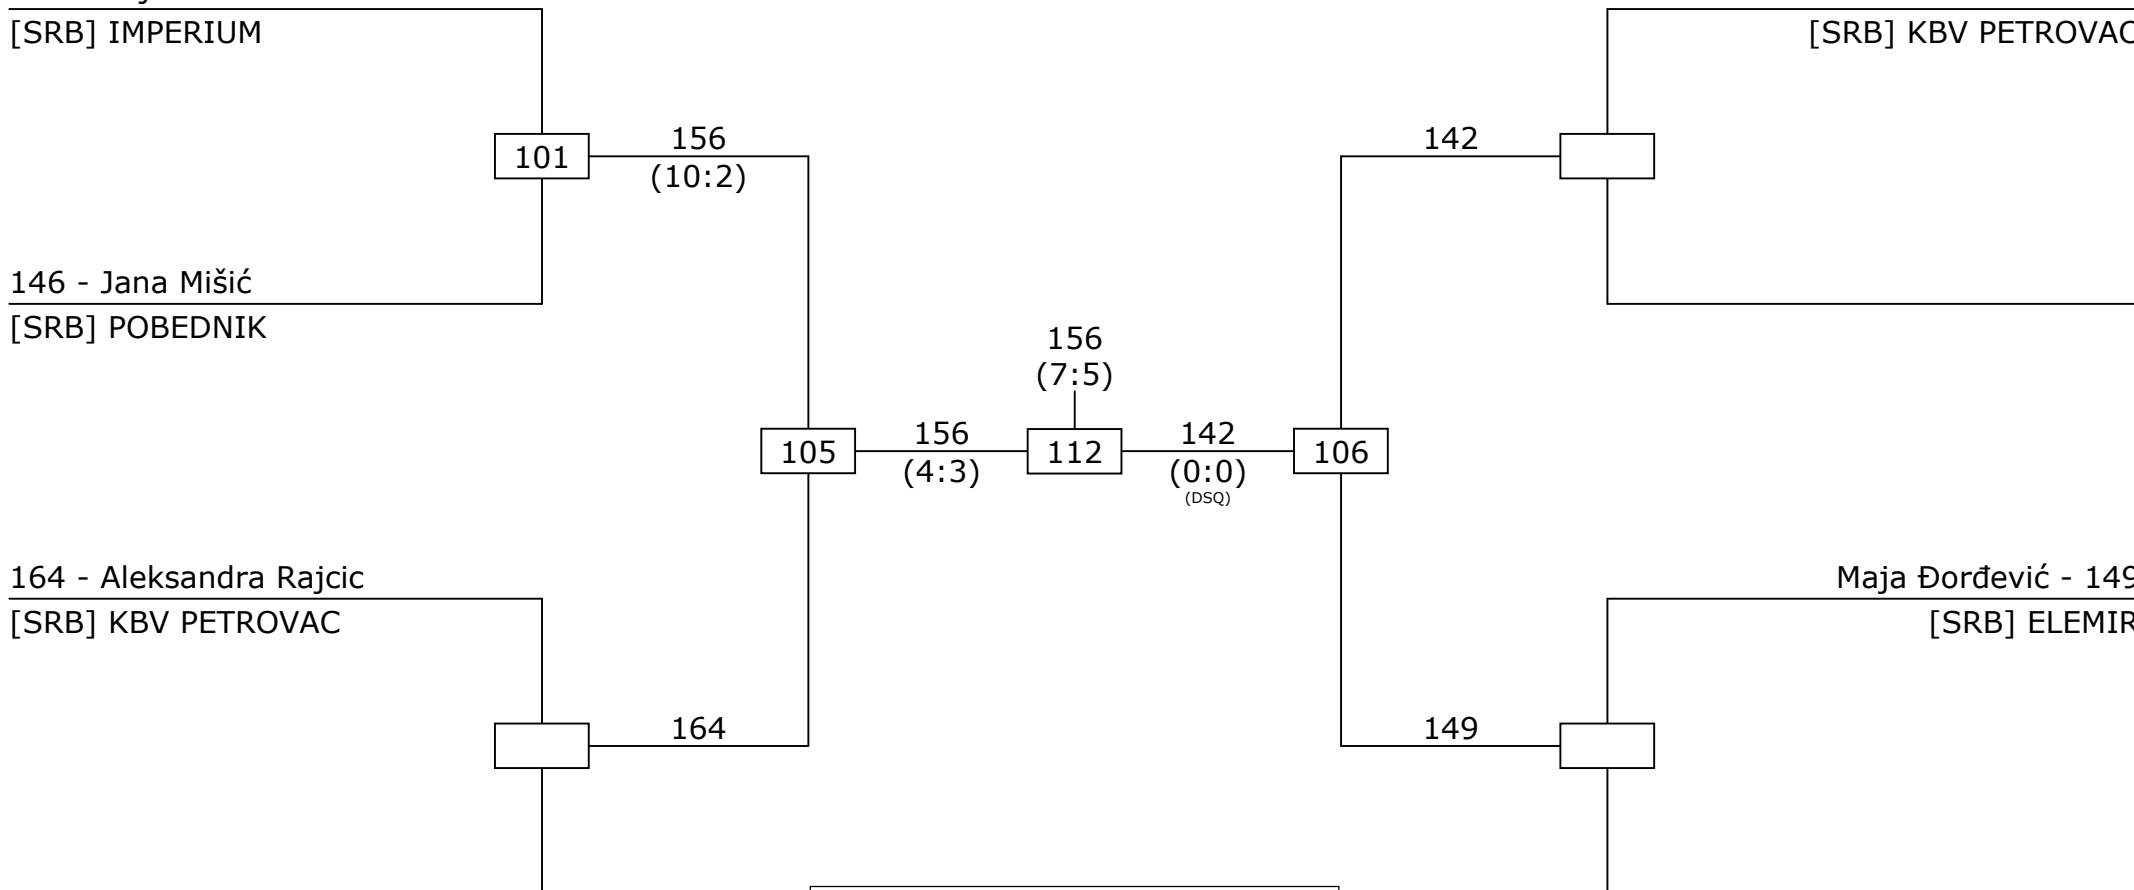 [SRB] IMPERIUM
[SRB] KBV PETROVAC
101
156
(10:2)
142
146 - Jana Mišić
[SRB] POBEDNIK
156
(7:5)
105
156
(4:3)
112
142
(0:0)
(DSQ)
106
164 - Aleksandra Rajcic
[SRB] KBV PETROVAC
Maja Đorđević - 149
[SRB] ELEMIR
164
149